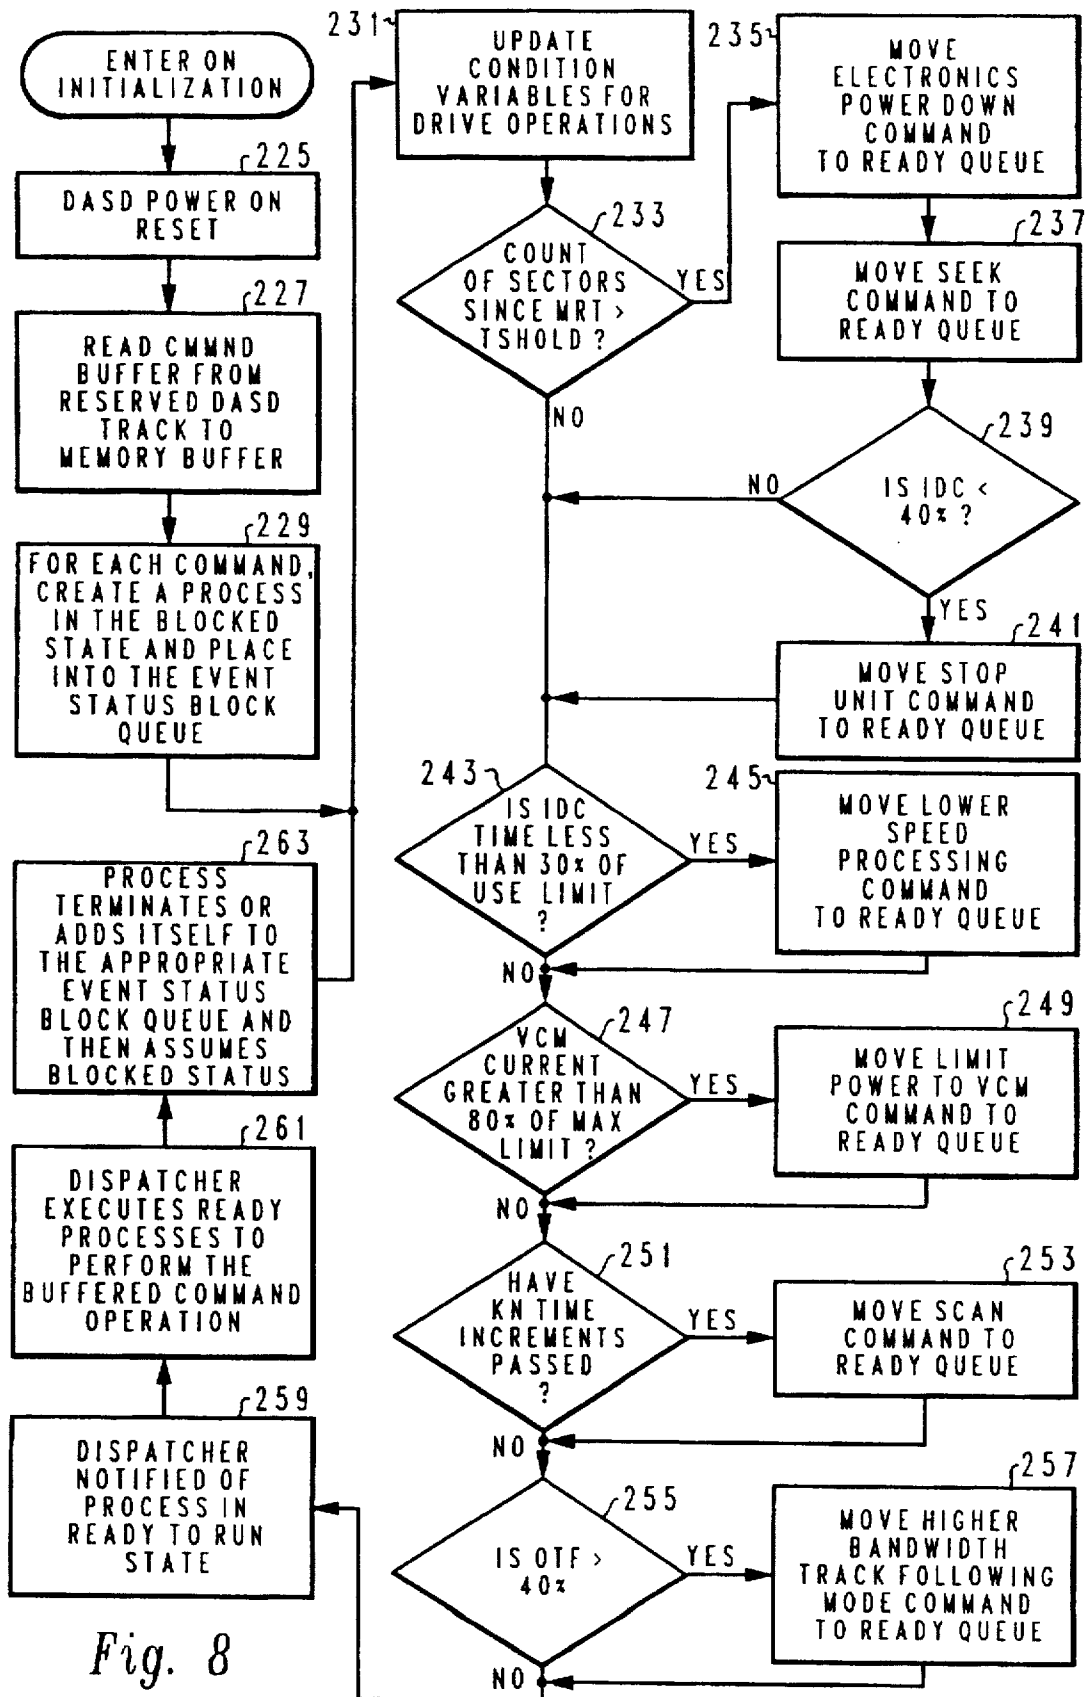 ENTER ON
INITIALIZATION
225
DASD POWER ON
RESET
227
READ CMMND
BUFFER FROM
RESERVED DASD
TRACK TO
MEMORY BUFFER
229
FOR EACH COMMAND,
CREATE A PROCESS
IN THE BLOCKED
STATE AND PLACE
INTO THE EVENT
STATUS BLOCK
QUEUE
263
PROCESS
TERMINATES OR
ADDS ITSELF TO
THE APPROPRIATE
EVENT STATUS
BLOCK QUEUE AND
THEN ASSUMES
BLOCKED STATUS
261
DISPATCHER
EXECUTES READY
PROCESSES TO
PERFORM THE
BUFFERED COMMAND
OPERATION
259
DISPATCHER
NOTIFIED OF
PROCESS IN
READY TO RUN
STATE
Fig. 8
231
UPDATE
CONDITION
VARIABLES FOR
DRIVE OPERATIONS
233
COUNT
OF SECTORS
SINCE MRT >
TSHOLD ?
YES
NO
235
MOVE
ELECTRONICS
POWER DOWN
COMMAND
TO READY QUEUE
237
MOVE SEEK
COMMAND TO
READY QUEUE
239
IS IDC <
40% ?
NO
YES
241
MOVE STOP
UNIT COMMAND
TO READY QUEUE
243
IS IDC
TIME LESS
THAN 30% OF
USE LIMIT
?
YES
NO
245
MOVE LOWER
SPEED
PROCESSING
COMMAND
TO READY QUEUE
247
VCM
CURRENT
GREATER THAN
80% OF MAX
LIMIT ?
YES
NO
249
MOVE LIMIT
POWER TO VCM
COMMAND TO
READY QUEUE
251
HAVE
KN TIME
INCREMENTS
PASSED
?
YES
NO
253
MOVE SCAN
COMMAND TO
READY QUEUE
255
IS OTF >
40%
YES
NO
257
MOVE HIGHER
BANDWIDTH
TRACK FOLLOWING
MODE COMMAND
TO READY QUEUE